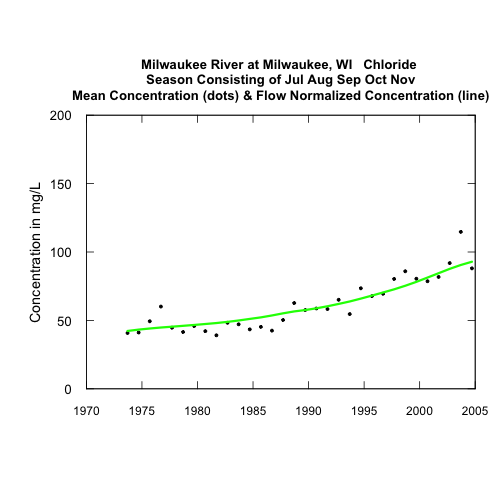 Milwaukee River at Milwaukee, WI   Chloride
Season Consisting of Jul Aug Sep Oct Nov
Mean Concentration (dots) & Flow Normalized Concentration (line)
Concentration in mg/L
200
150
100
50
0
1970 1975 1980 1985 1990 1995 2000 2005